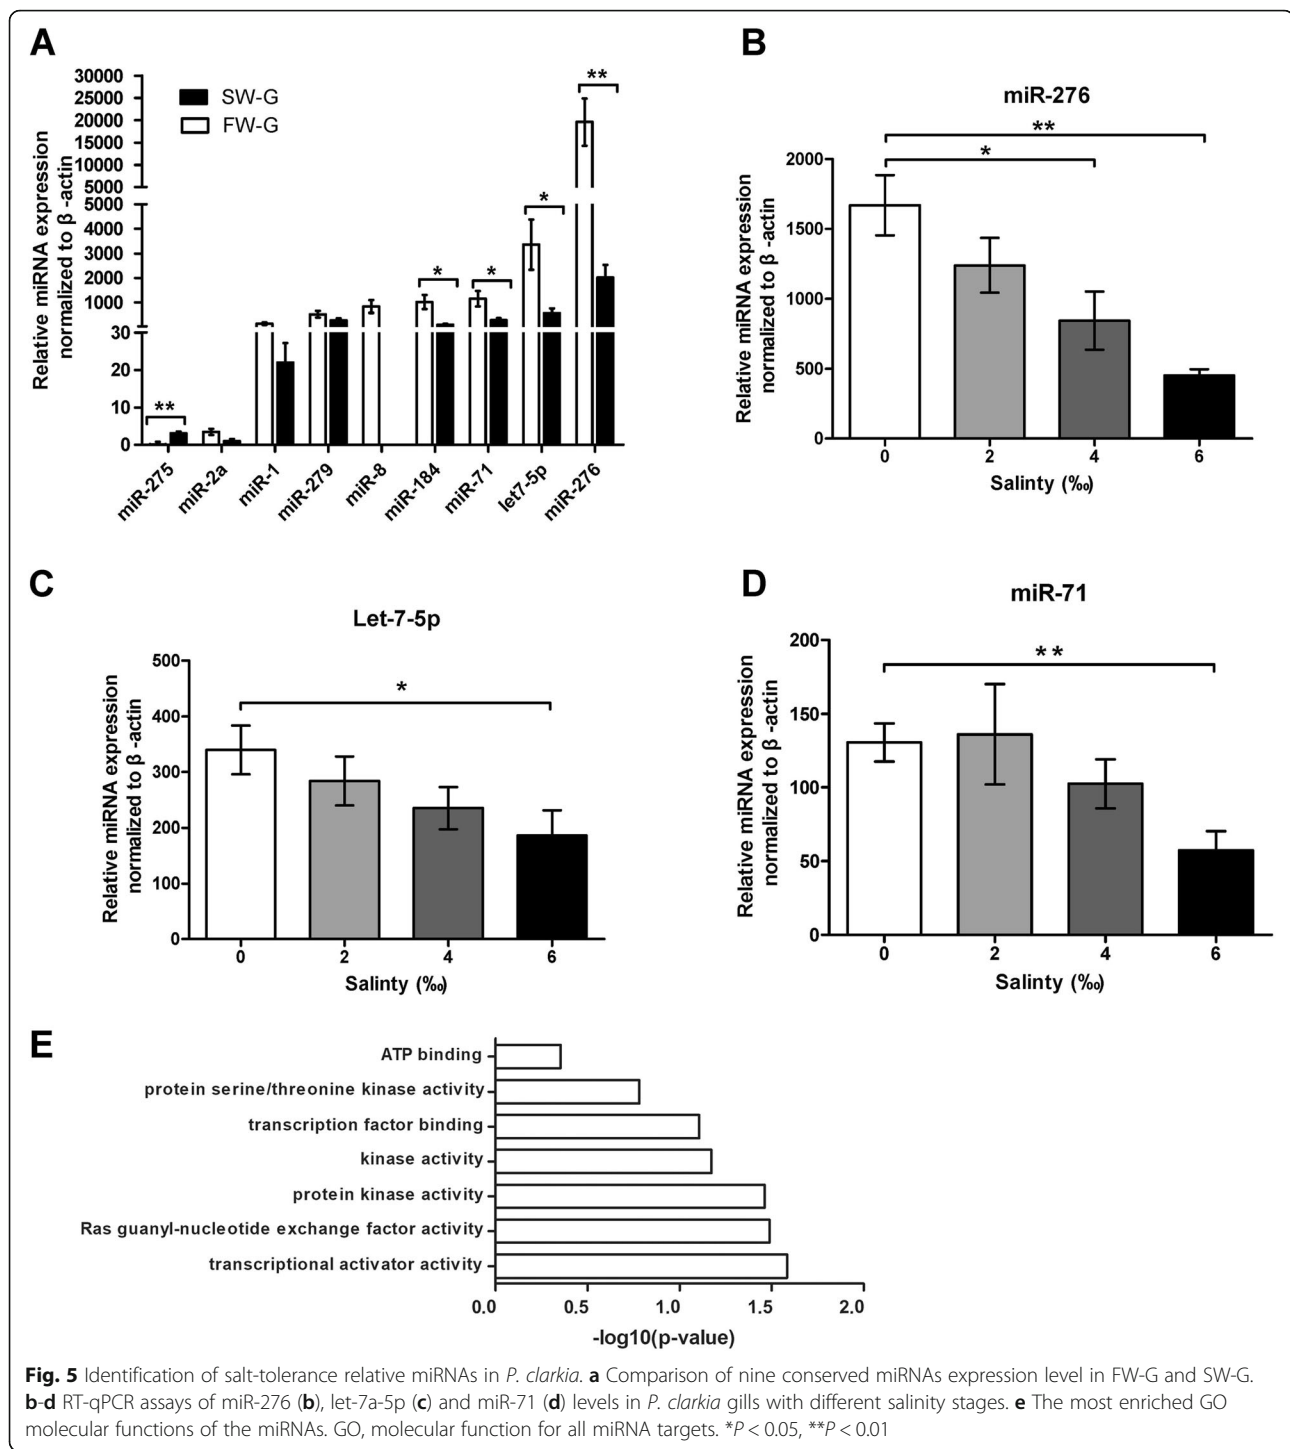 A
30000
25000
20000
15000
10000
5000
5000
4000
3000
2000
1000
30
20
10
0
Relative miRNA expression
normalized to β -actin
SW-G
FW-G
**
*
*
*
**
miR-275
miR-2a
miR-1
miR-279
miR-8
miR-184
miR-71
let7-5p
miR-276
B
miR-276
**
*
2000
1500
1000
500
0
Relative miRNA expression
normalized to β -actin
0 2 4 6
Salinty (‰)
C
Let-7-5p
*
500
400
300
200
100
0
Relative miRNA expression
normalized to β -actin
0 2 4 6
Salinty (‰)
D
miR-71
**
200
150
100
50
0
Relative miRNA expression
normalized to β -actin
0 2 4 6
Salinty (‰)
E
ATP binding
protein serine/threonine kinase activity
transcription factor binding
kinase activity
protein kinase activity
Ras guanyl-nucleotide exchange factor activity
transcriptional activator activity
0.0 0.5 1.0 1.5 2.0
-log10(p-value)
Fig. 5 Identification of salt-tolerance relative miRNAs in P. clarkia. a Comparison of nine conserved miRNAs expression level in FW-G and SW-G.
b-d RT-qPCR assays of miR-276 (b), let-7a-5p (c) and miR-71 (d) levels in P. clarkia gills with different salinity stages. e The most enriched GO
molecular functions of the miRNAs. GO, molecular function for all miRNA targets. *P < 0.05, **P < 0.01